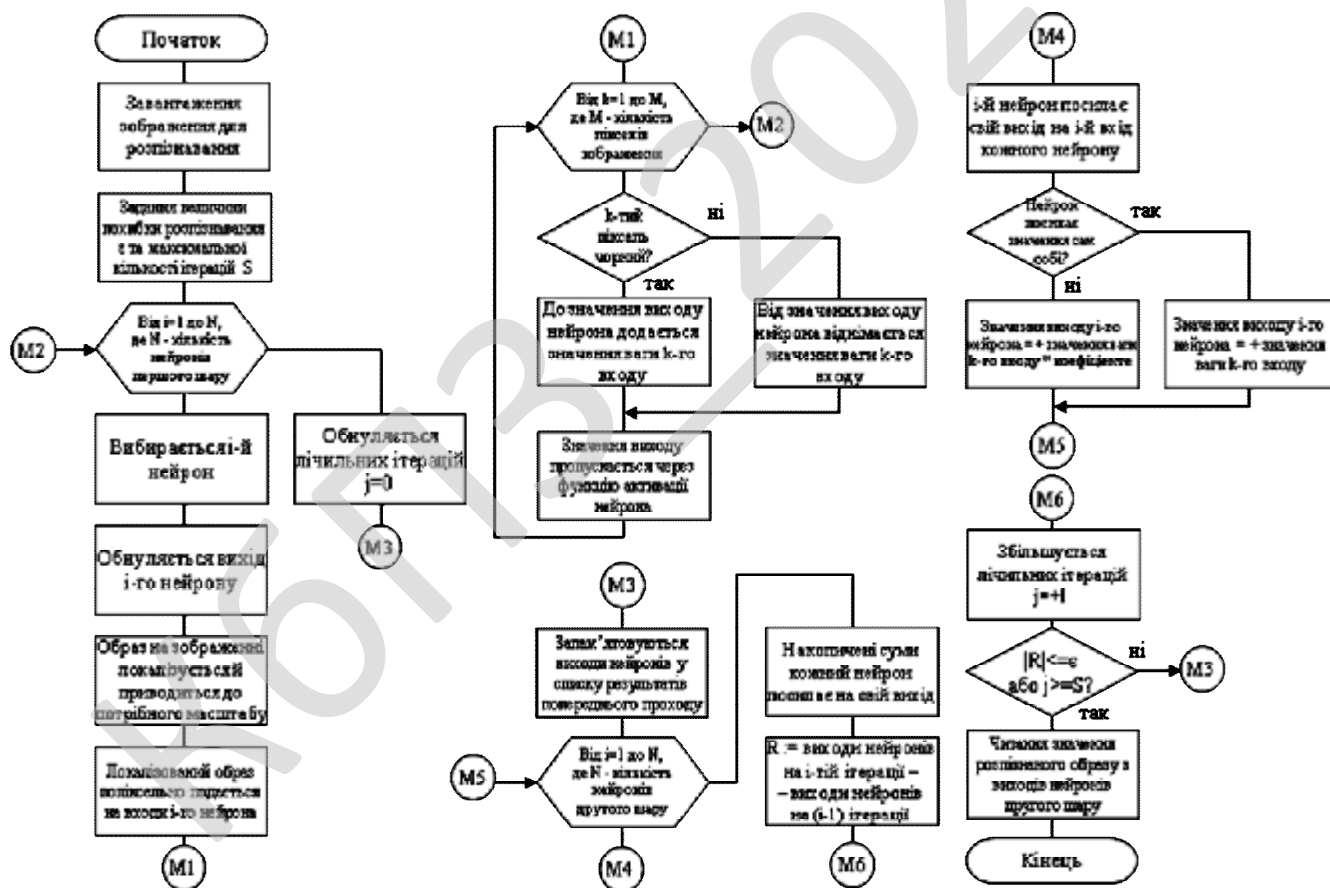 Початок
Завантаження
зображення для
розпізнавання
Задання величини
похибки розпізнавання
є та максимальної
кількості ітерацій S
M2
Від i=1 до N,
де N - кількість
нейронів
першого шару
Вибирається i-й
нейрон
Обнуляється
лічильних ітерацій
j=0
M3
Обнуляється вихід
i-го нейрону
Образ на зображенні
локалізується й
приводиться до
потрібного масштабу
Локалізований образ
попіксельно подається
на входи i-го нейрона
M1
M1
Від k=1 до M,
де M - кількість
пікселів
зображення
M2
k-тий
піксель
чорний?
ні
так
До значення виходу
нейрона додається
значення ваги k-го
входу
Від значення виходу
нейрона віднімається
значення ваги k-го
входу
Значення виходу
пропускається через
функцію активації
нейрона
M3
Запам'ятовуються
виходи нейронів у
списку результатів
попереднього проходу
M5
Від i=1 до N,
де N - кількість
нейронів
другого шару
M4
Накопичені суми
кожний нейрон
посилає на свій вихід
R := виходи нейронів
на i-тій ітерації –
– виходи нейронів
на (i-1) ітерації
M6
M4
i-й нейрон посилає
свій вихід на i-й вхід
кожного нейрону
Нейрон
посилає
значення сам
собі?
так
ні
Значення виходу i-го
нейрона = + значення ваги
k-го входу * коефіцієнт
Значення виходу i-го
нейрона = + значення
ваги k-го входу
M5
M6
Збільшується
лічильних ітерацій
j=+1
|R|<=є
або j>=S?
ні
M3
так
Читання значення
розпізнаного образу з
виходів нейронів
другого шару
Кінець
КбПЗ_202